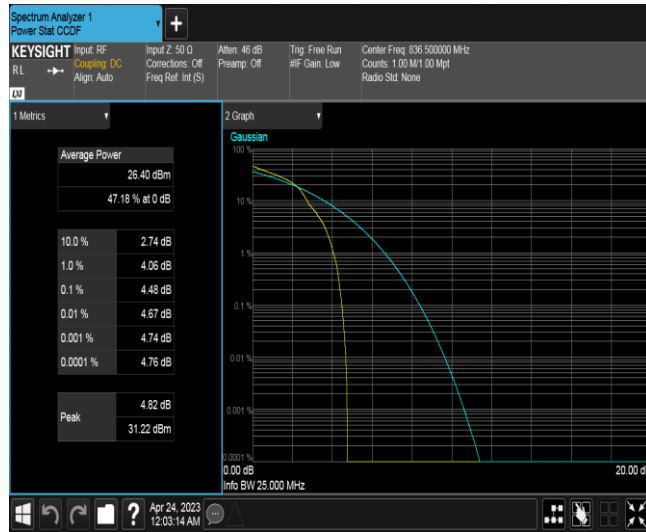 Spectrum Analyzer 1
Power Stat CCDF
+
KEYSIGHT
RL
LXI
Input: RF
Coupling: DC
Align: Auto
Input Z: 50 Ω
Corrections: Off
Freq Ref: Int (S)
Atten: 46 dB
Preamp: Off
Trig: Free Run
#IF Gain: Low
Center Freq: 836.500000 MHz
Counts: 1.00 M/1.00 Mpt
Radio Std: None
1 Metrics
Average Power
26.40 dBm
47.18 % at 0 dB
10.0 % 2.74 dB
1.0 % 4.06 dB
0.1 % 4.48 dB
0.01 % 4.67 dB
0.001 % 4.74 dB
0.0001 % 4.76 dB
Peak
4.82 dB
31.22 dBm
2 Graph
Gaussian
100 %
10 %
1 %
0.1 %
0.01 %
0.001 %
0.0001 %
0.00 dB 20.00 d
Info BW 25.000 MHz
?
Apr 24, 2023
12:03:14 AM